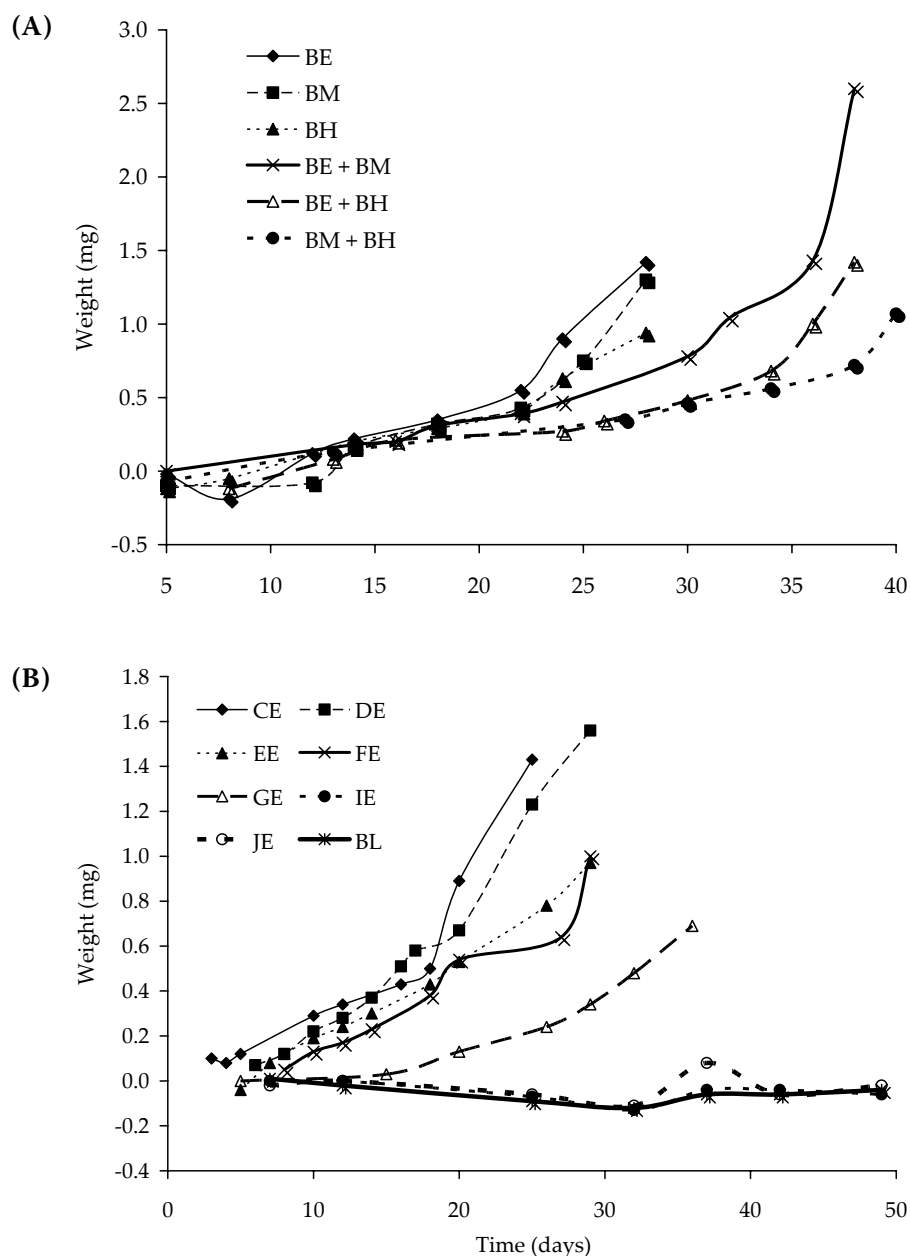 (A)
3.0
2.5
2.0
1.5
1.0
0.5
0.0
-0.5
Weight (mg)
BE
BM
BH
BE + BM
BE + BH
BM + BH
5 10 15 20 25 30 35 40
(B)
1.8
1.6
1.4
1.2
1.0
0.8
0.6
0.4
0.2
0.0
-0.2
-0.4
Weight (mg)
CE DE
EE FE
GE IE
JE BL
0 10 20 30 40 50
Time (days)